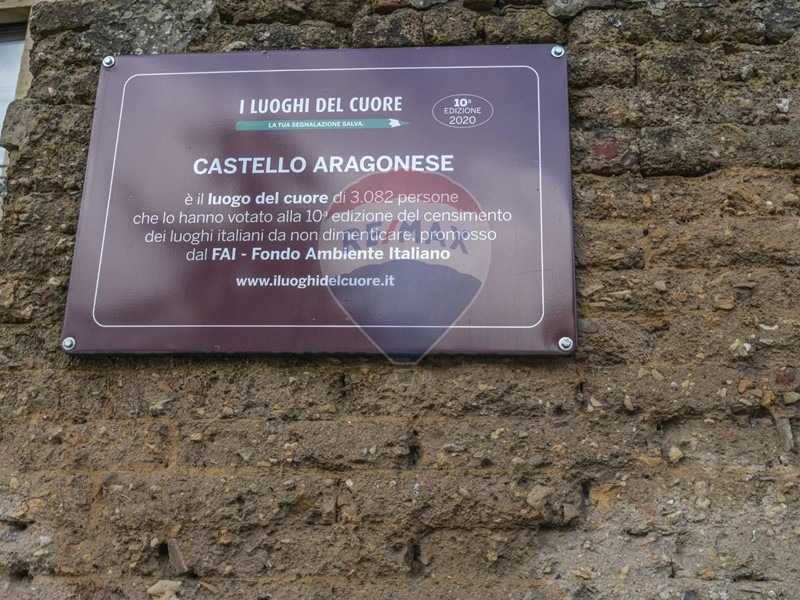 I LUOGHI DEL CUORE
LA TUA SEGNALAZIONE SALVA.
10ª
EDIZIONE
2020
CASTELLO ARAGONESE
è il luogo del cuore di 3.082 persone
che lo hanno votato alla 10ª edizione del censimento
dei luoghi italiani da non dimenticare, promosso
dal FAI - Fondo Ambiente Italiano
www.iluoghidelcuore.it
RE/MAX